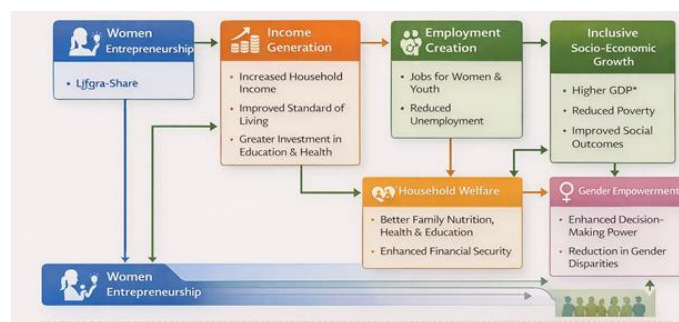 Women
Entrepreneurship
Income
Generation
Employment
Creation
Inclusive
Socio-Economic
Growth
• Increased Household
Income
• Improved Standard of
Living
• Greater Investment in
Education & Health
• Jobs for Women &
Youth
• Reduced
Unemployment
• Higher GDP*
• Reduced Poverty
• Improved Social
Outcomes
Household Welfare
• Better Family Nutrition,
Health & Education
• Enhanced Financial Security
Gender Empowerment
• Enhanced Decision-
Making Power
• Reduction in Gender
Disparities
Women
Entrepreneurship